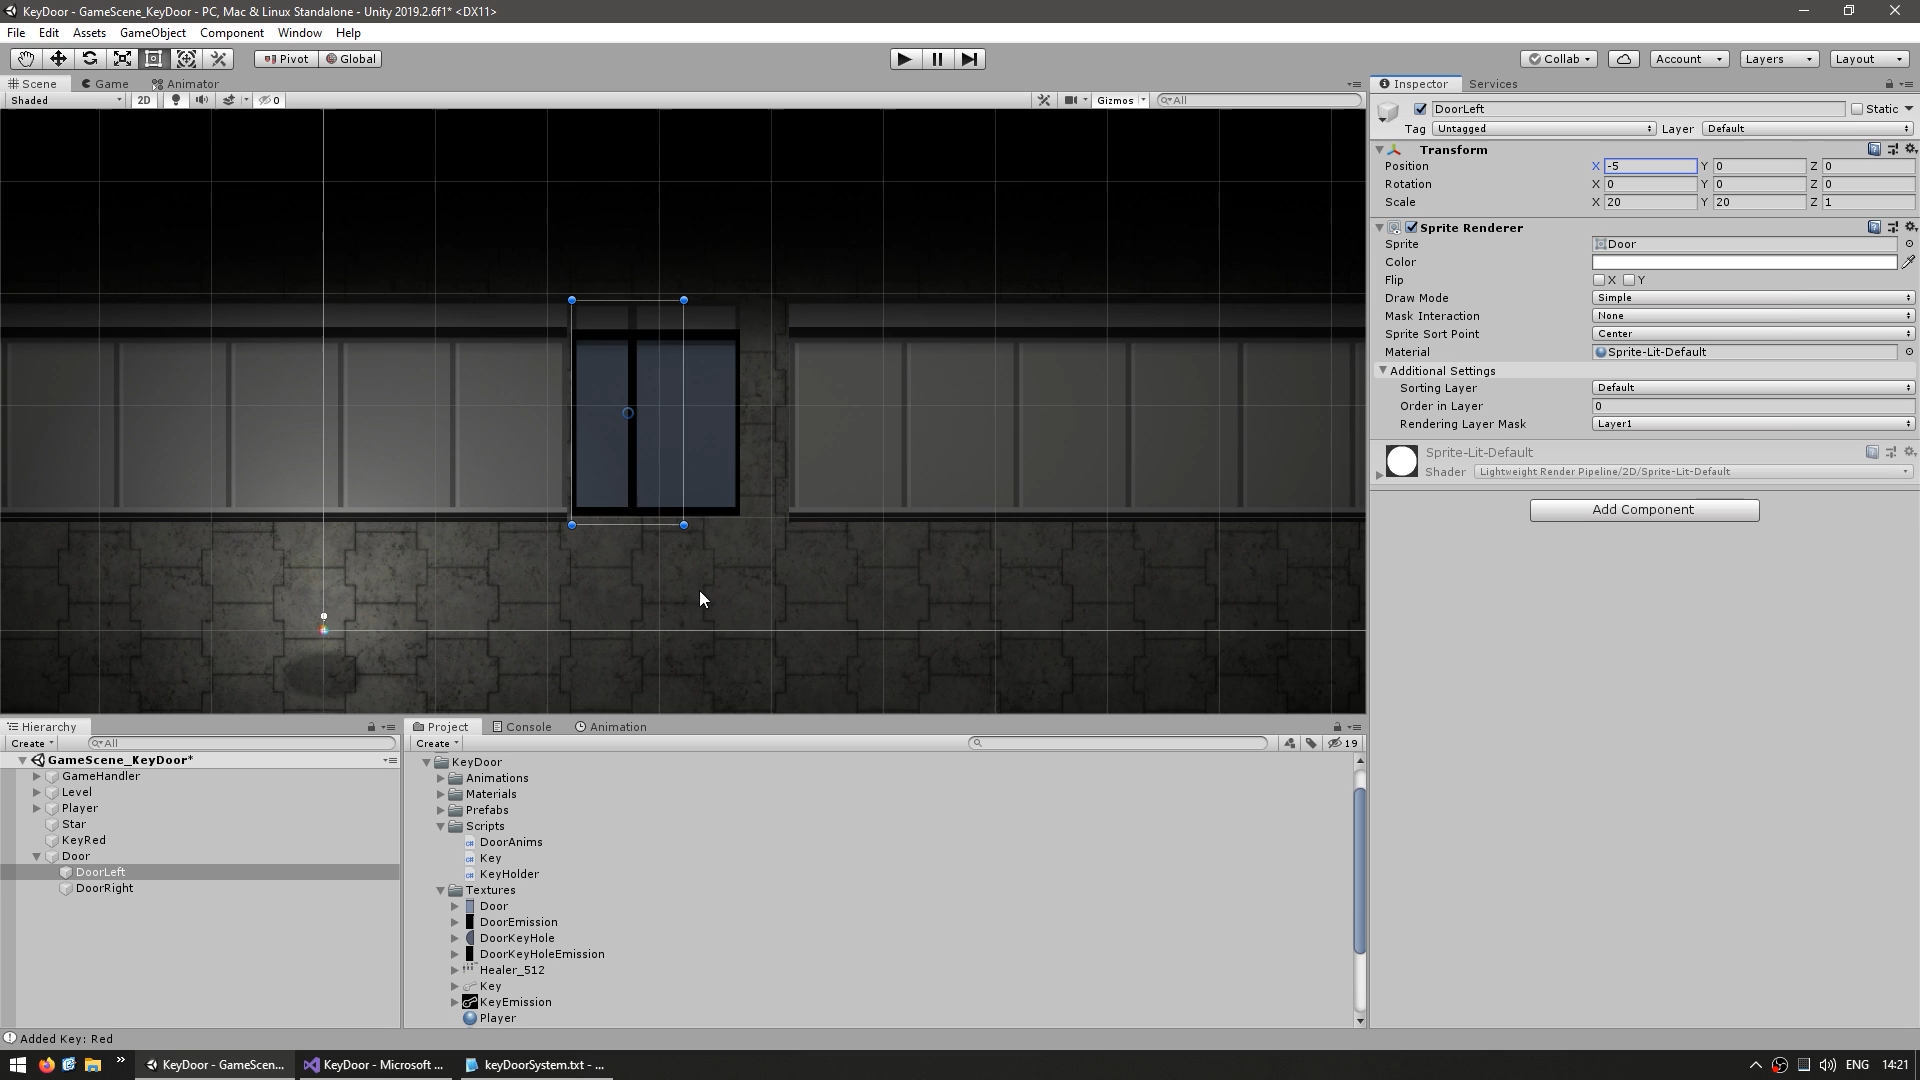 KeyDoor - GameScene_KeyDoor - PC, Mac & Linux Standalone - Unity 2019.2.6f1* <DX11>
File Edit Assets GameObject Component Window Help
Pivot Global Collab Account Layers Layout
Scene Game Animator
Shaded 2D 0 Gizmos All
Inspector Services
DoorLeft Static
Tag Untagged Layer Default
Transform
Position X -5 Y 0 Z 0
Rotation X 0 Y 0 Z 0
Scale X 20 Y 20 Z 1
Sprite Renderer
Sprite Door
Color
Flip X Y
Draw Mode Simple
Mask Interaction None
Sprite Sort Point Center
Material Sprite-Lit-Default
Additional Settings
Sorting Layer Default
Order in Layer 0
Rendering Layer Mask Layer1
Sprite-Lit-Default
Shader Lightweight Render Pipeline/2D/Sprite-Lit-Default
Add Component
Hierarchy
Create All
GameScene_KeyDoor*
GameHandler
Level
Player
Star
KeyRed
Door
DoorLeft
DoorRight
Project Console Animation
Create 19
KeyDoor
Animations
Materials
Prefabs
Scripts
DoorAnims
Key
KeyHolder
Textures
Door
DoorEmission
DoorKeyHole
DoorKeyHoleEmission
Healer_512
Key
KeyEmission
Player
Added Key: Red
KeyDoor - GameScen... KeyDoor - Microsoft ... keyDoorSystem.txt - ... ENG 14:21